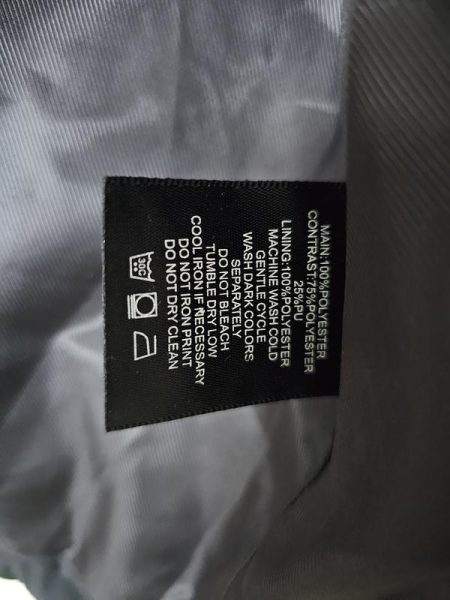 MAIN:100%POLYESTER
CONTRAST:75%POLYESTER
25%PU
LINING:100%POLYESTER
MACHINE WASH COLD
GENTLE CYCLE
WASH DARK COLORS
SEPARATELY
DO NOT BLEACH
TUMBLE DRY LOW
COOL IRON IF NECESSARY
DO NOT IRON PRINT
DO NOT DRY CLEAN
30C